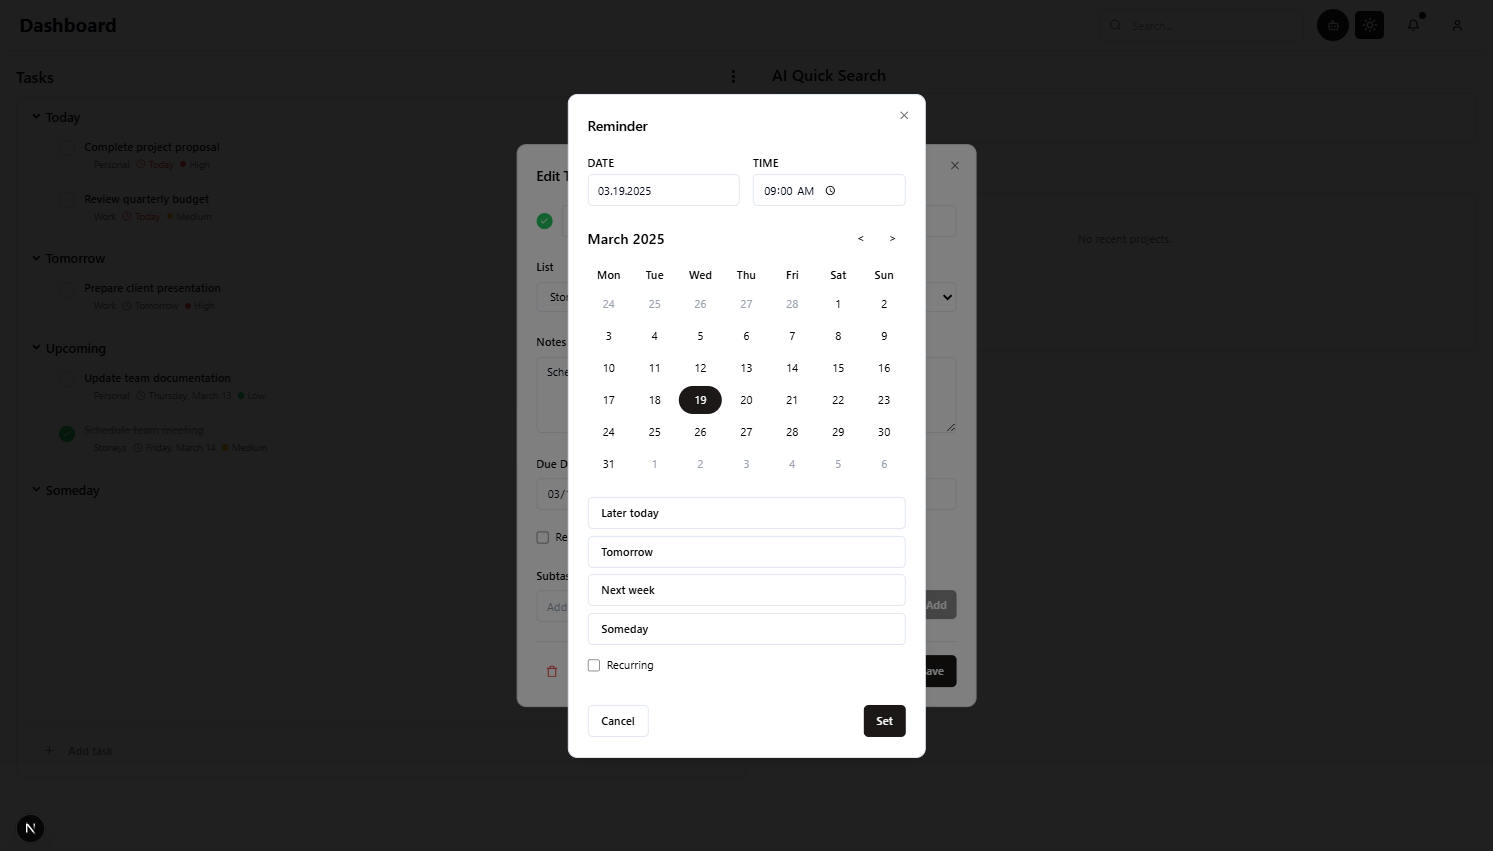 Dashboard
Search...
Tasks
AI Quick Search
Today
Complete project proposal
Personal Today High
Review quarterly budget
Work Today Medium
Tomorrow
Prepare client presentation
Work Tomorrow High
Upcoming
Update team documentation
Personal Thursday, March 13 Low
Schedule team meeting
Stoneys Friday, March 14 Medium
Someday
Add task
No recent projects.
Edit T
List
Stor
Notes
Sche
Due D
03/
Re
Subtas
Add
Add
ave
Reminder
DATE TIME
03.19.2025 09:00 AM
March 2025 < >
Mon Tue Wed Thu Fri Sat Sun
24 25 26 27 28 1 2
3 4 5 6 7 8 9
10 11 12 13 14 15 16
17 18 19 20 21 22 23
24 25 26 27 28 29 30
31 1 2 3 4 5 6
Later today
Tomorrow
Next week
Someday
Recurring
Cancel Set
N